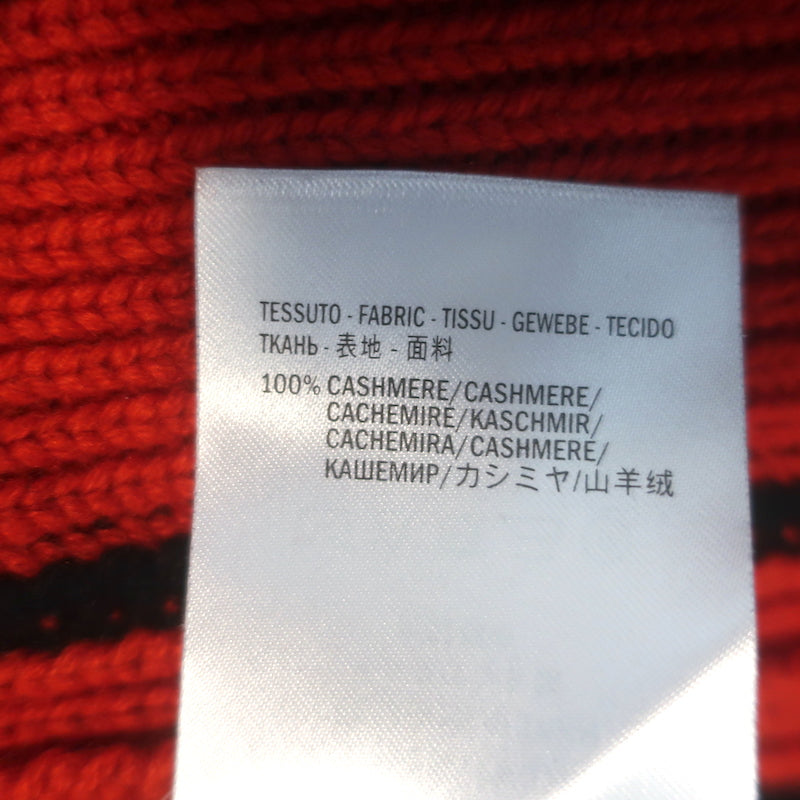 TESSUTO - FABRIC - TISSU - GEWEBE - TECIDO
ТКАНЬ - 表地 - 面料
100% CASHMERE/CASHMERE/
CACHEMIRE/KASCHMIR/
CACHEMIRA/CASHMERE/
КАШЕМИР/カシミヤ/山羊绒